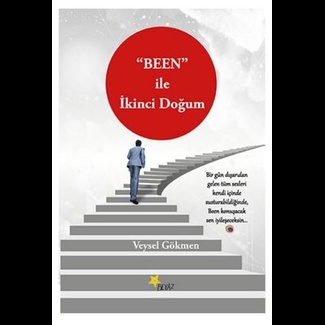 “BEEN”
ile
İkinci Doğum
Bir gün dışarıdan
gelen tüm sesleri
kendi içinde
susturabildiğinde,
Been konuşacak
sen iyileşeceksin...
Veysel Gökmen
BEYAZ